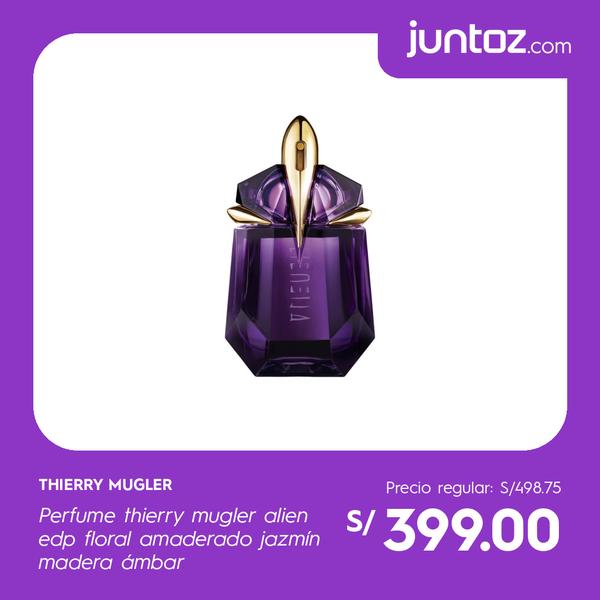 juntoz.com
THIERRY MUGLER
Perfume thierry mugler alien
edp floral amaderado jazmín
madera ámbar
Precio regular: S/498.75
S/ 399.00